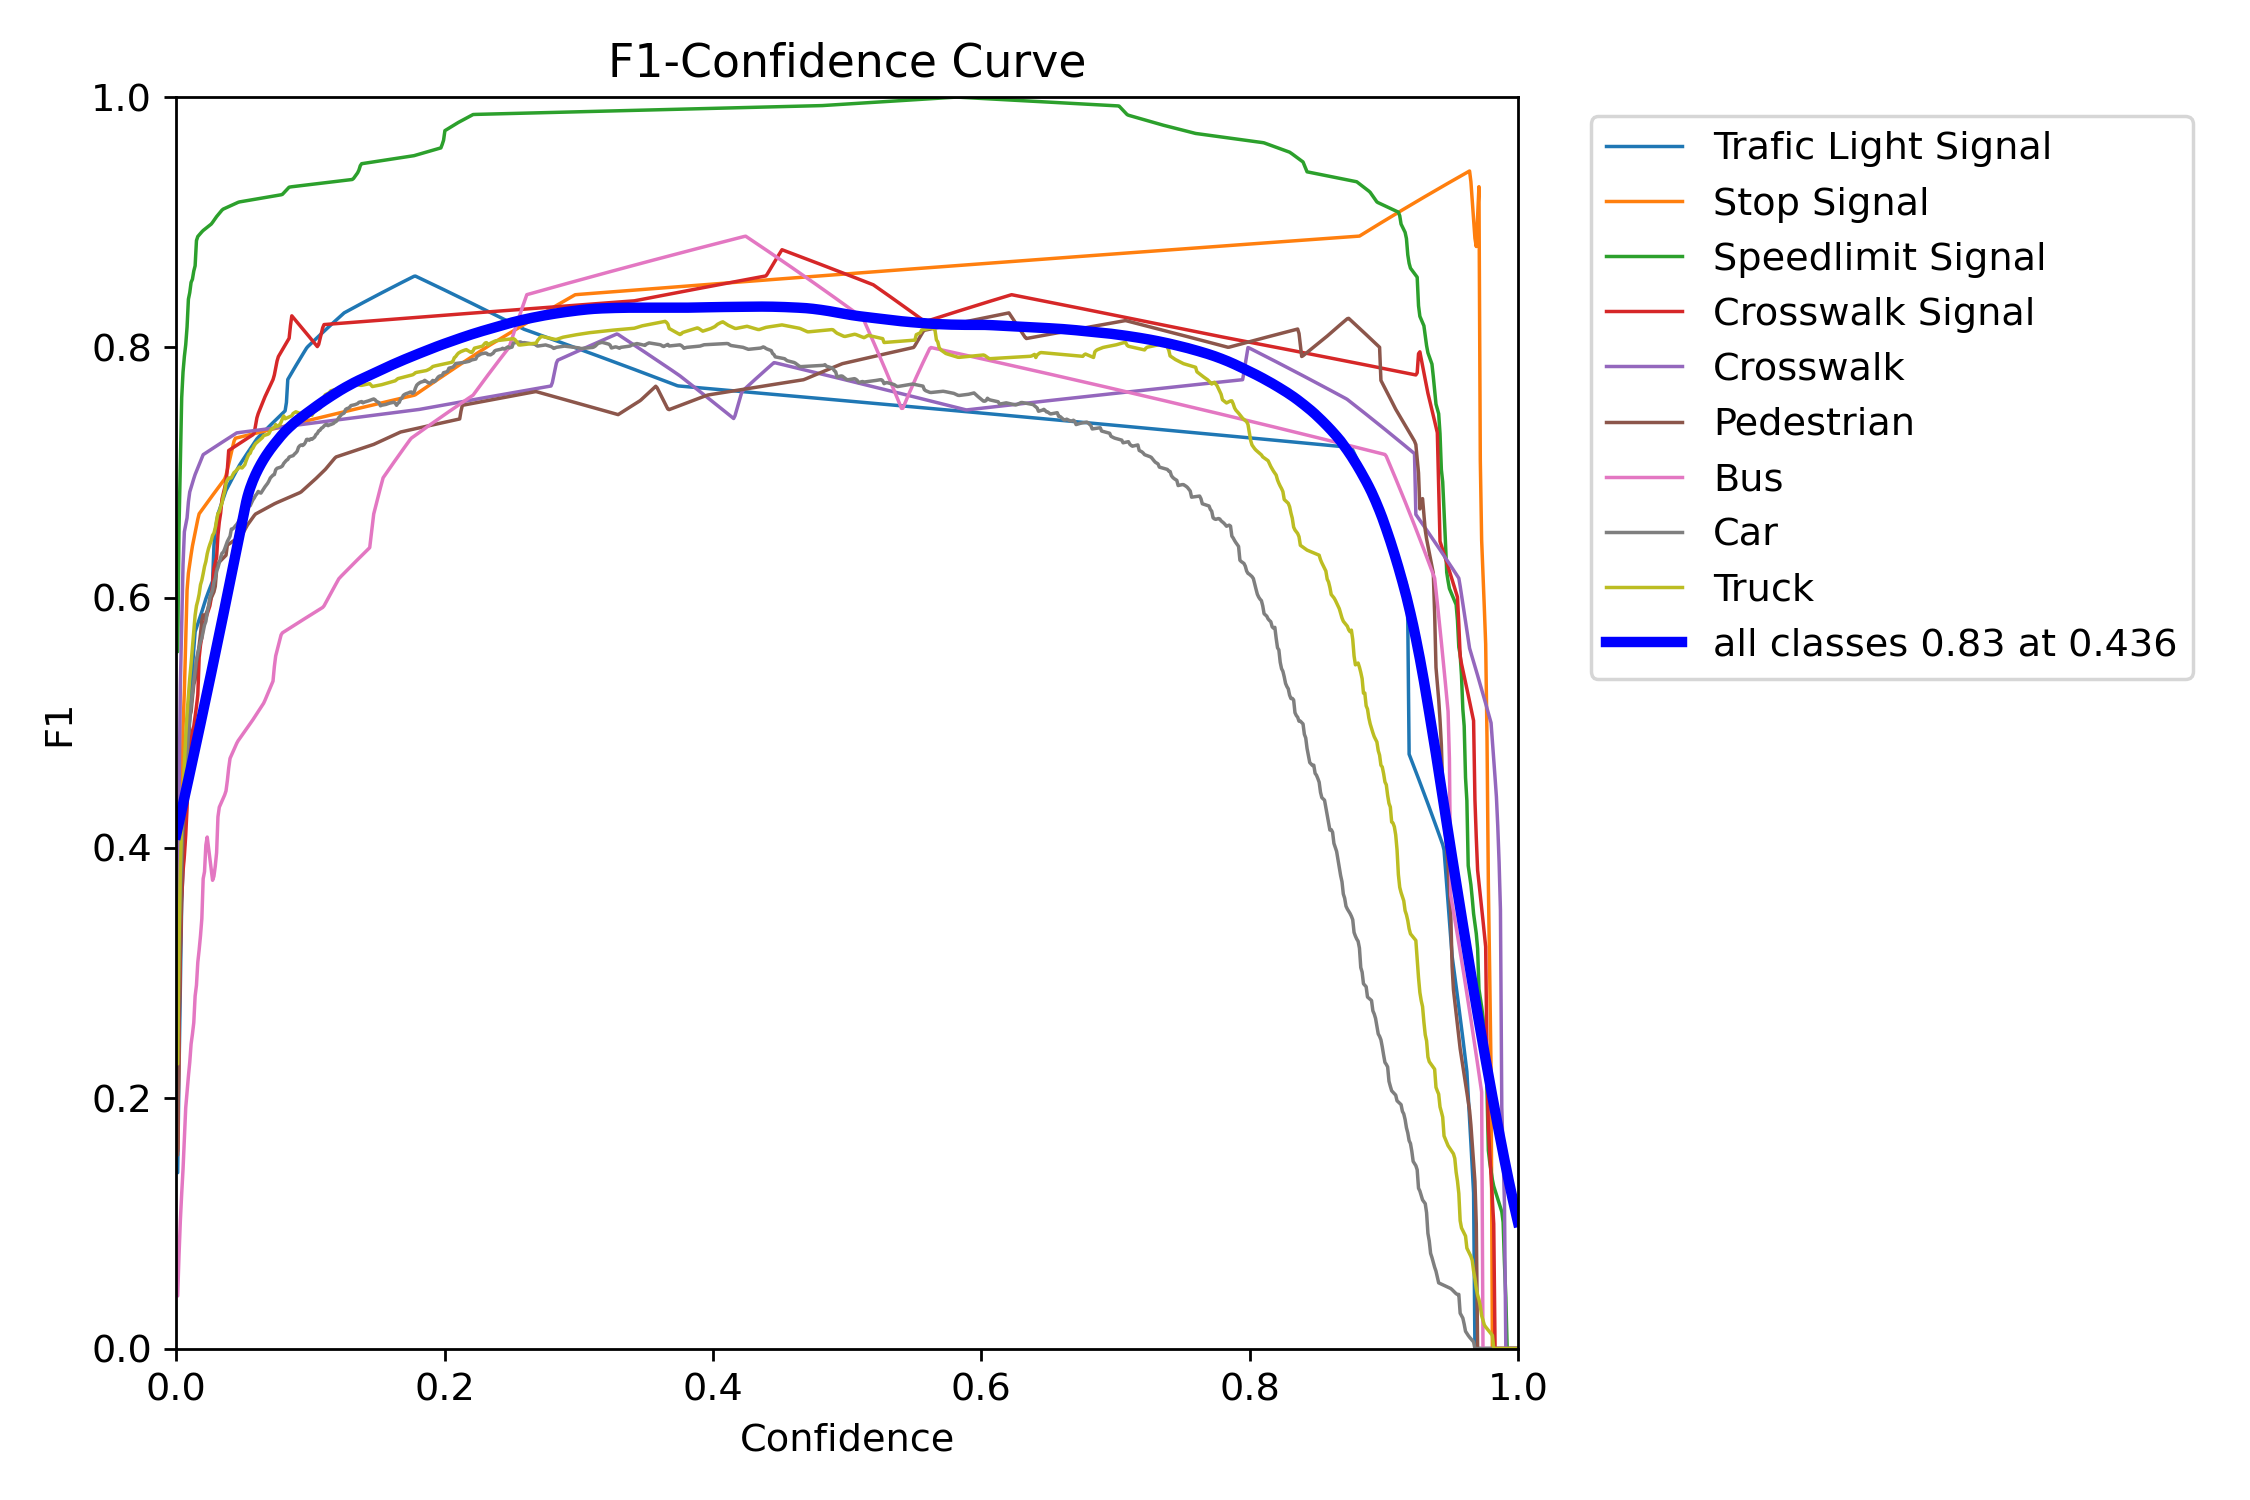 F1-Confidence Curve
1.0
0.8
0.6
0.4
0.2
0.0
F1
0.0 0.2 0.4 0.6 0.8 1.0
Confidence
Trafic Light Signal
Stop Signal
Speedlimit Signal
Crosswalk Signal
Crosswalk
Pedestrian
Bus
Car
Truck
all classes 0.83 at 0.436